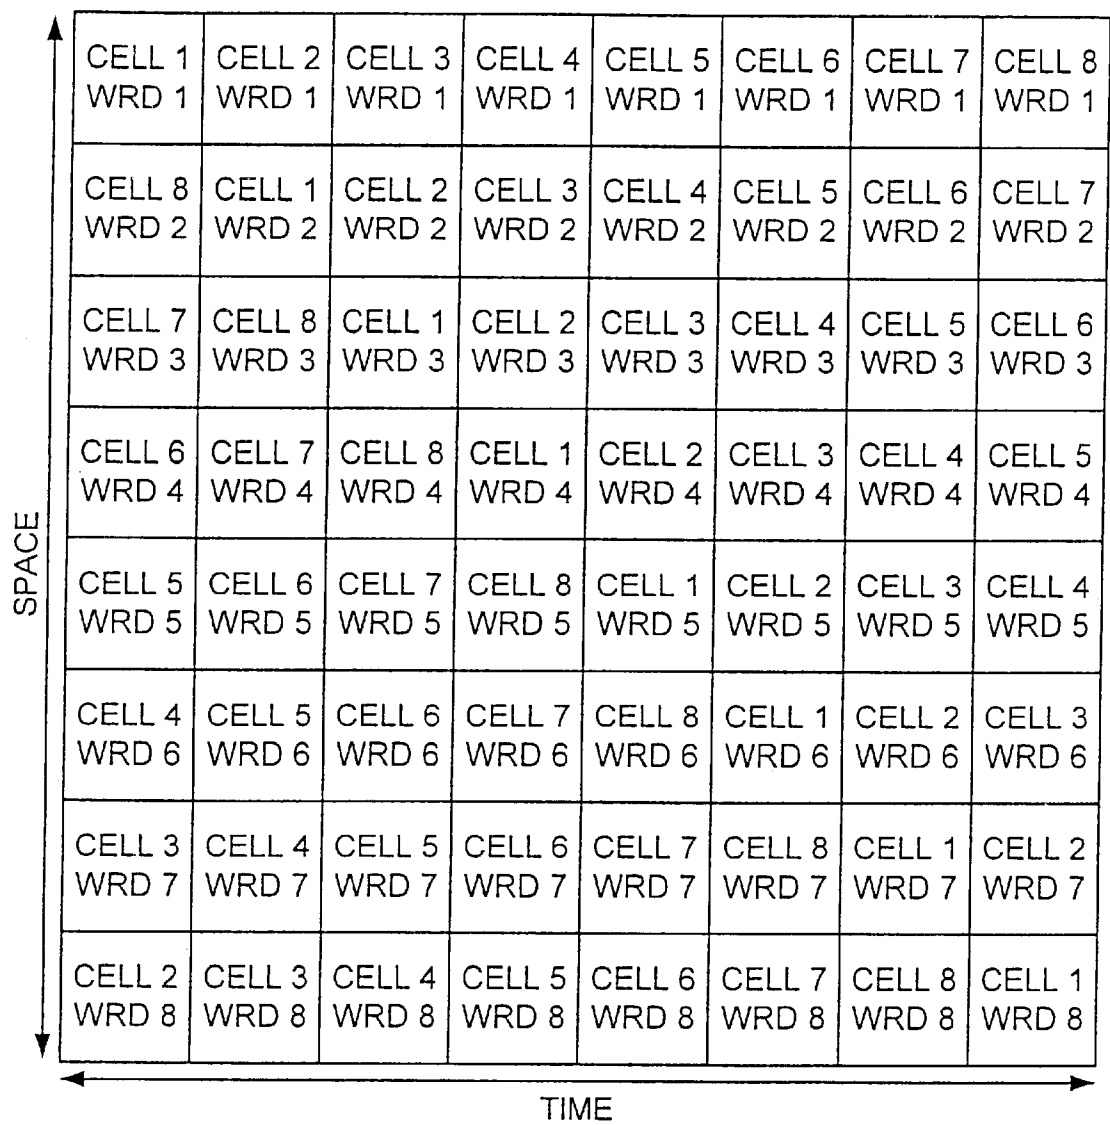 CELL 1 CELL 2 CELL 3 CELL 4 CELL 5 CELL 6 CELL 7 CELL 8
WRD 1 WRD 1 WRD 1 WRD 1 WRD 1 WRD 1 WRD 1 WRD 1
CELL 8 CELL 1 CELL 2 CELL 3 CELL 4 CELL 5 CELL 6 CELL 7
WRD 2 WRD 2 WRD 2 WRD 2 WRD 2 WRD 2 WRD 2 WRD 2
CELL 7 CELL 8 CELL 1 CELL 2 CELL 3 CELL 4 CELL 5 CELL 6
WRD 3 WRD 3 WRD 3 WRD 3 WRD 3 WRD 3 WRD 3 WRD 3
CELL 6 CELL 7 CELL 8 CELL 1 CELL 2 CELL 3 CELL 4 CELL 5
WRD 4 WRD 4 WRD 4 WRD 4 WRD 4 WRD 4 WRD 4 WRD 4
SPACE
CELL 5 CELL 6 CELL 7 CELL 8 CELL 1 CELL 2 CELL 3 CELL 4
WRD 5 WRD 5 WRD 5 WRD 5 WRD 5 WRD 5 WRD 5 WRD 5
CELL 4 CELL 5 CELL 6 CELL 7 CELL 8 CELL 1 CELL 2 CELL 3
WRD 6 WRD 6 WRD 6 WRD 6 WRD 6 WRD 6 WRD 6 WRD 6
CELL 3 CELL 4 CELL 5 CELL 6 CELL 7 CELL 8 CELL 1 CELL 2
WRD 7 WRD 7 WRD 7 WRD 7 WRD 7 WRD 7 WRD 7 WRD 7
CELL 2 CELL 3 CELL 4 CELL 5 CELL 6 CELL 7 CELL 8 CELL 1
WRD 8 WRD 8 WRD 8 WRD 8 WRD 8 WRD 8 WRD 8 WRD 8
TIME